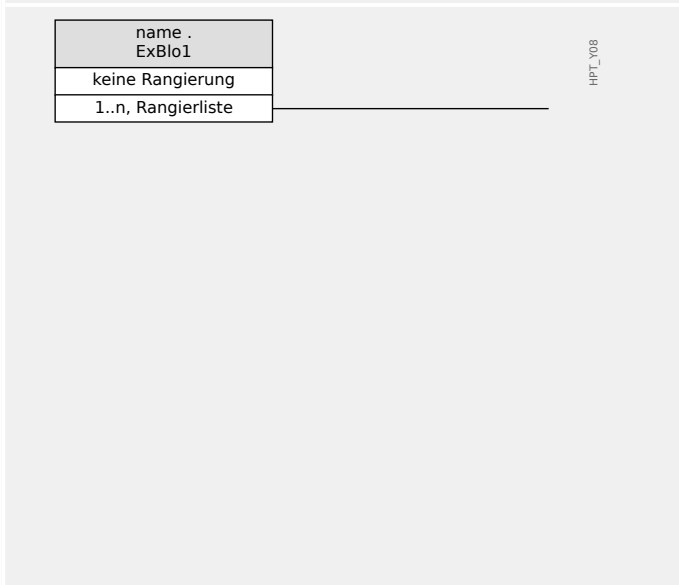 name .
ExBlo1
keine Rangierung
1..n, Rangierliste
HPT_Y08